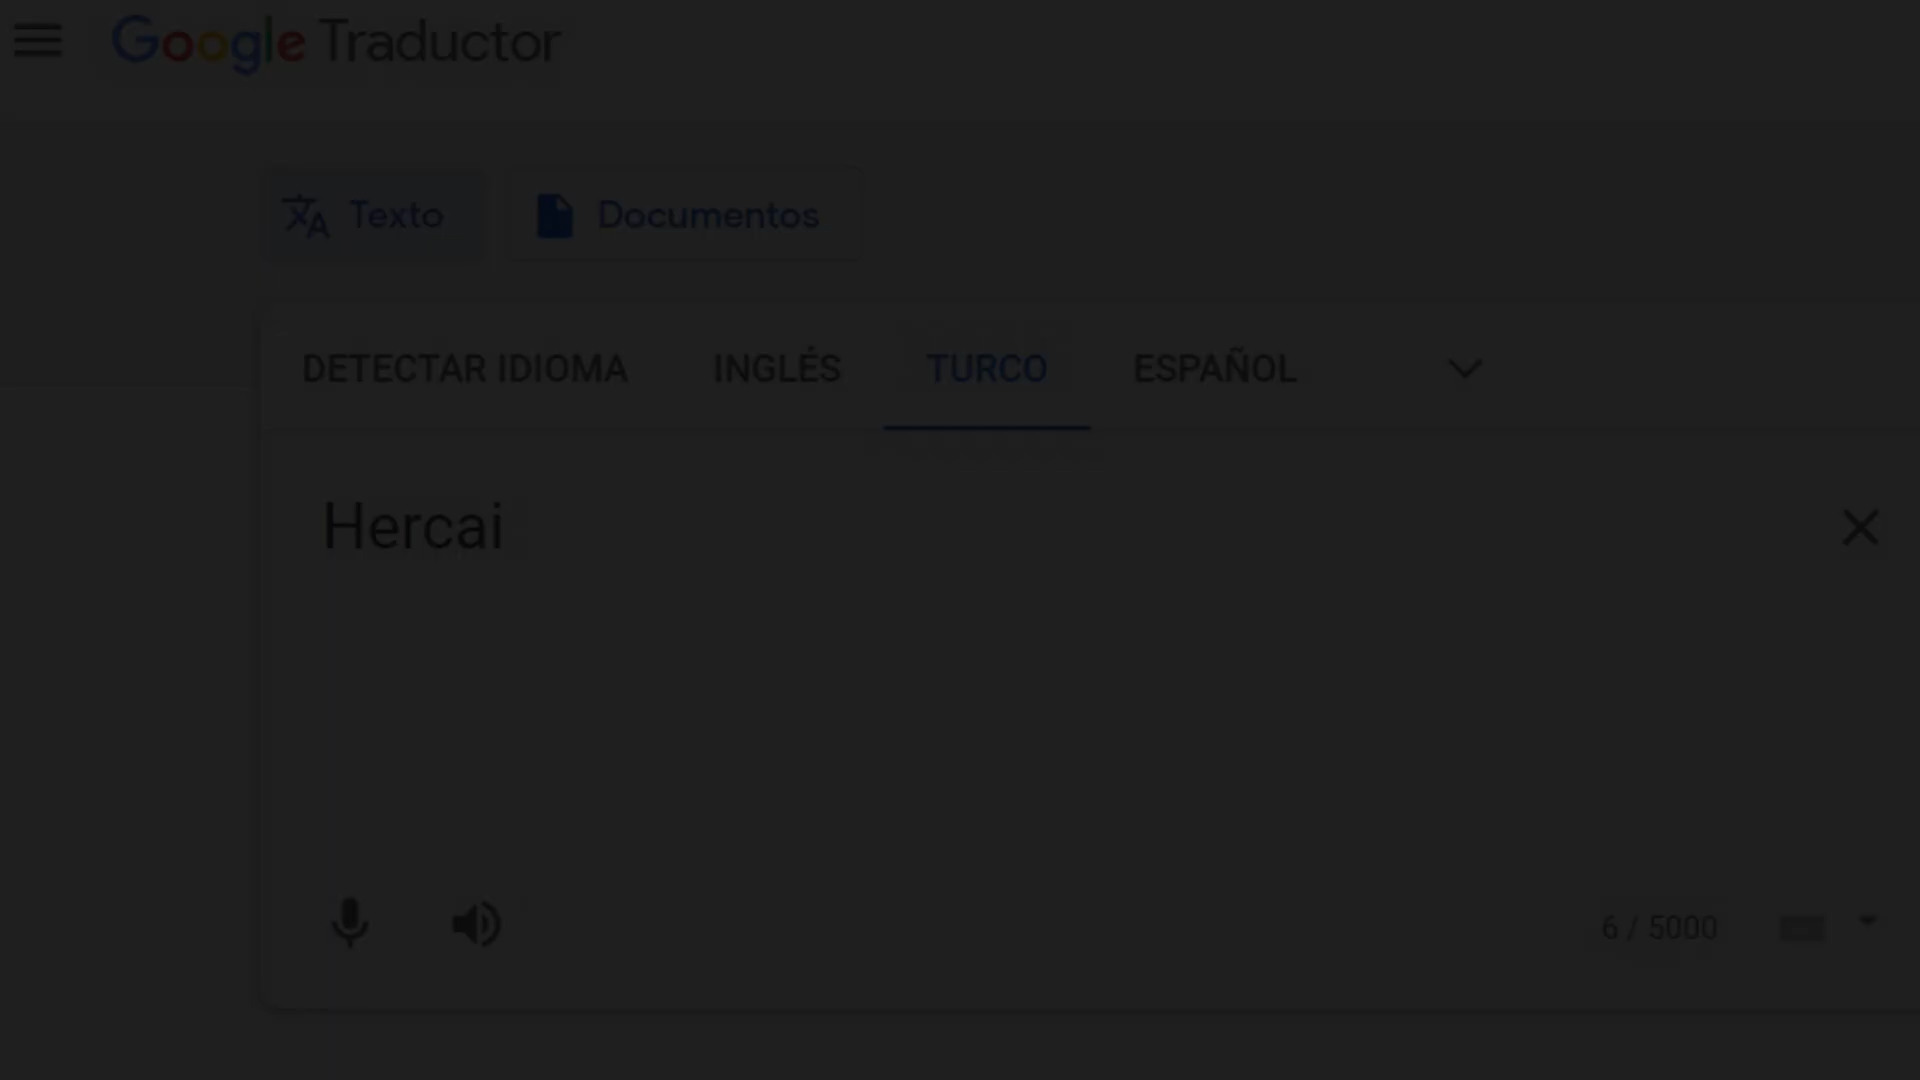 Google Traductor
Texto
Documentos
DETECTAR IDIOMA
INGLÉS
TURCO
ESPAÑOL
Hercai
6 / 5000